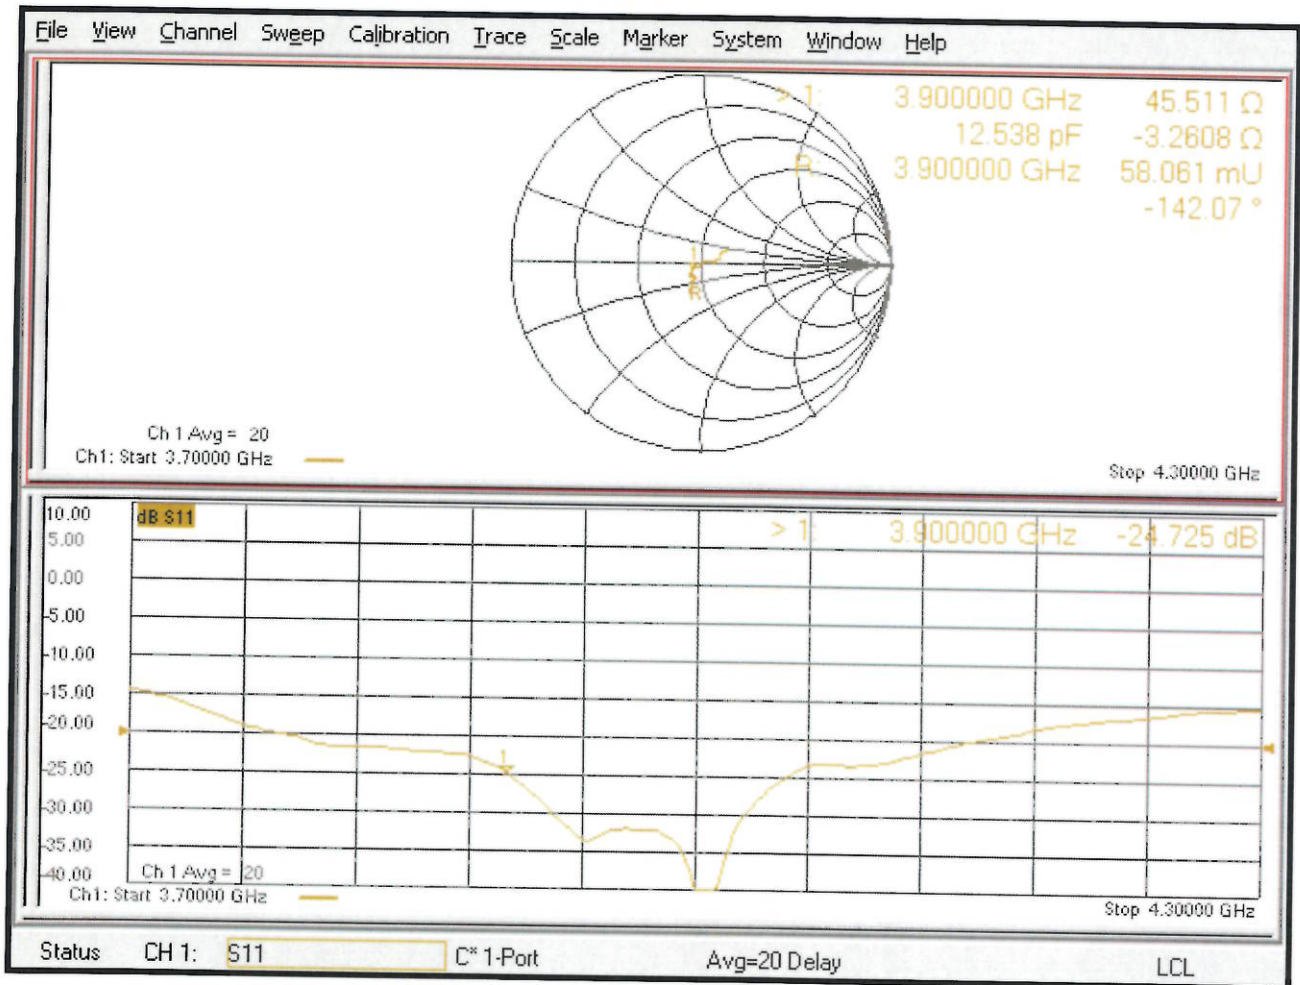 File View Channel Sweep Calibration Trace Scale Marker System Window Help
> 1: 3.900000 GHz 45.511 Ω
12.538 pF -3.2608 Ω
R: 3.900000 GHz 58.061 mU
-142.07 °
1
R
Ch 1 Avg = 20
Ch1: Start 3.70000 GHz
Stop 4.30000 GHz
10.00
dB S11
> 1: 3.900000 GHz -24.725 dB
5.00
0.00
-5.00
-10.00
-15.00
-20.00
1
-25.00
-30.00
-35.00
-40.00
Ch 1 Avg = 20
Ch1: Start 3.70000 GHz
Stop 4.30000 GHz
Status CH 1: S11 C* 1-Port Avg=20 Delay LCL